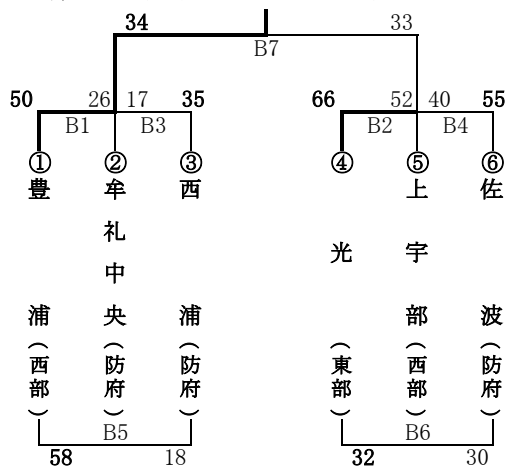 34 33
B7
50 26 17 35 66 52 40 55
B1 B3 B2 B4
① ② ③ ④ ⑤ ⑥
豊浦(西部)
牟礼中央(防府)
西浦(防府)
光(東部)
上宇部(西部)
佐波(防府)
B5 B6
58 18 32 30